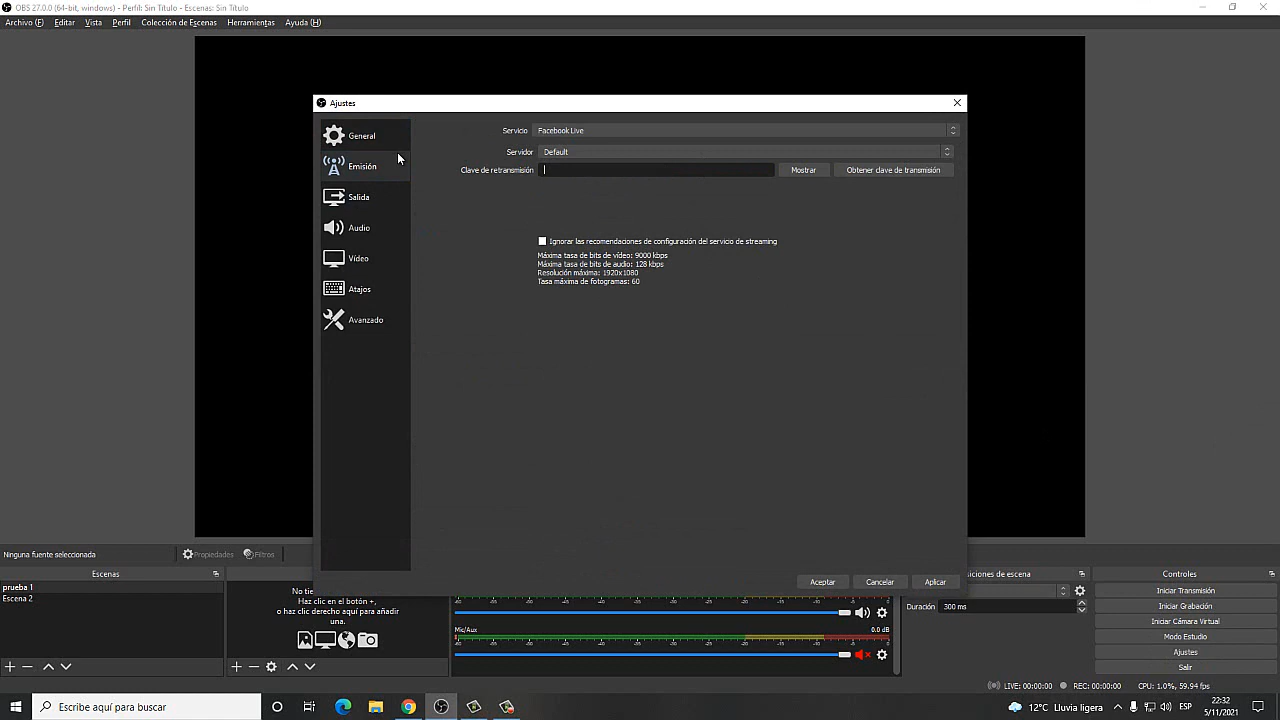 OBS 27.0.0 (64-bit, windows) - Perfil: Sin Título - Escenas: Sin Título
Archivo (F) Editar Vista Perfil Colección de Escenas Herramientas Ayuda (H)
Ajustes
General
Emisión
Salida
Audio
Vídeo
Atajos
Avanzado
Servicio Facebook Live
Servidor Default
Clave de retransmisión Mostrar Obtener clave de transmisión
Ignorar las recomendaciones de configuración del servicio de streaming
Máxima tasa de bits de vídeo: 9000 kbps
Máxima tasa de bits de audio: 128 kbps
Resolución máxima: 1920x1080
Tasa máxima de fotogramas: 60
Aceptar Cancelar Aplicar
Ninguna fuente seleccionada Propiedades Filtros
Escenas
prueba 1
Escena 2
No tie
Haz clic en el botón +,
o haz clic derecho aquí para añadir
una.
Mic/Aux 0.0 dB
siciones de escena
Duración 300 ms
Controles
Iniciar Transmisión
Iniciar Grabación
Iniciar Cámara Virtual
Modo Estudio
Ajustes
Salir
LIVE: 00:00:00 REC: 00:00:00 CPU: 1.0%, 59.94 fps
Escribe aquí para buscar
12°C Lluvia ligera ESP
22:32
5/11/2021